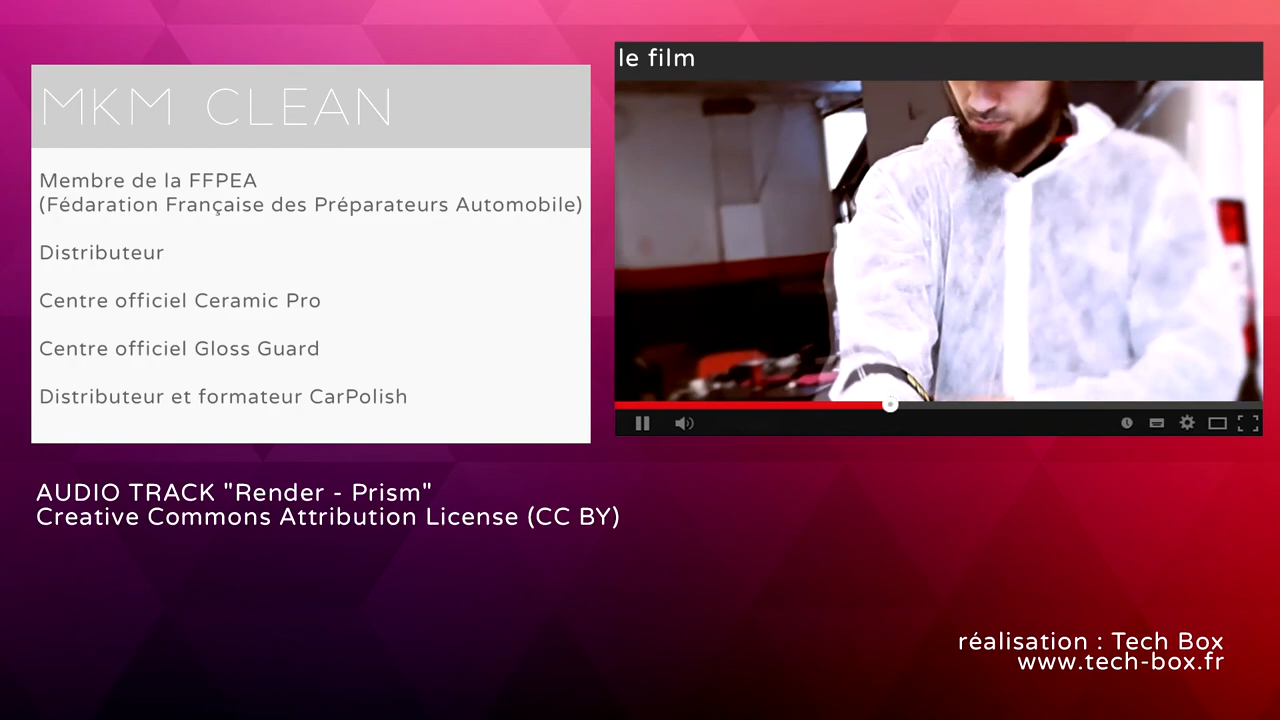 MKM CLEAN
Membre de la FFPEA
(Fédaration Française des Préparateurs Automobile)
Distributeur
Centre officiel Ceramic Pro
Centre officiel Gloss Guard
Distributeur et formateur CarPolish
le film
AUDIO TRACK "Render - Prism"
Creative Commons Attribution License (CC BY)
réalisation : Tech Box
www.tech-box.fr